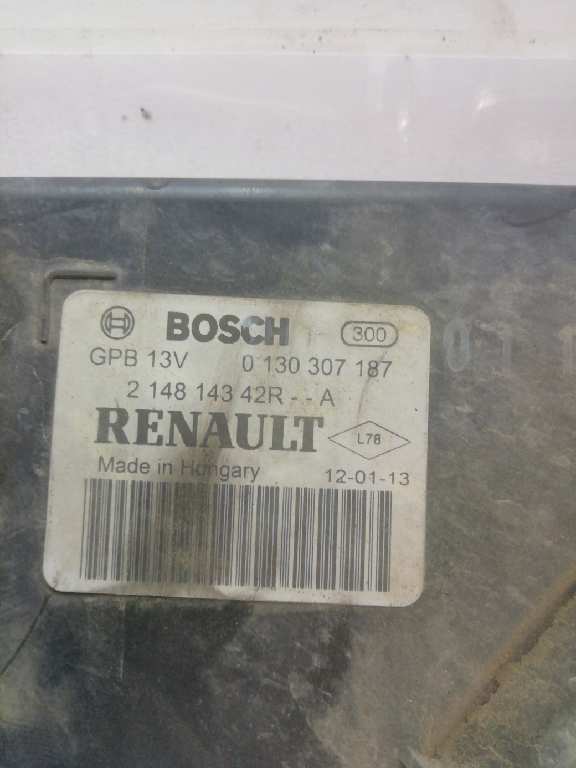 BOSCH 300
GPB 13V 0 130 307 187
2 148 143 42R - - A
RENAULT L78
Made in Hungary 12-01-13
011